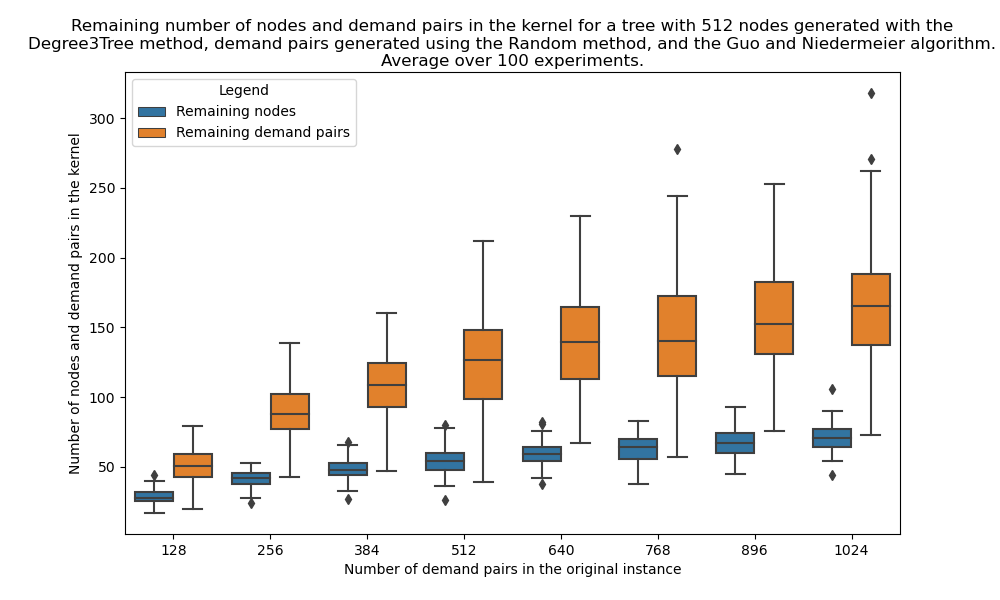 Remaining number of nodes and demand pairs in the kernel for a tree with 512 nodes generated with the
Degree3Tree method, demand pairs generated using the Random method, and the Guo and Niedermeier algorithm.
Average over 100 experiments.
Legend
Remaining nodes
Remaining demand pairs
Number of nodes and demand pairs in the kernel
300
250
200
150
100
50
128 256 384 512 640 768 896 1024
Number of demand pairs in the original instance